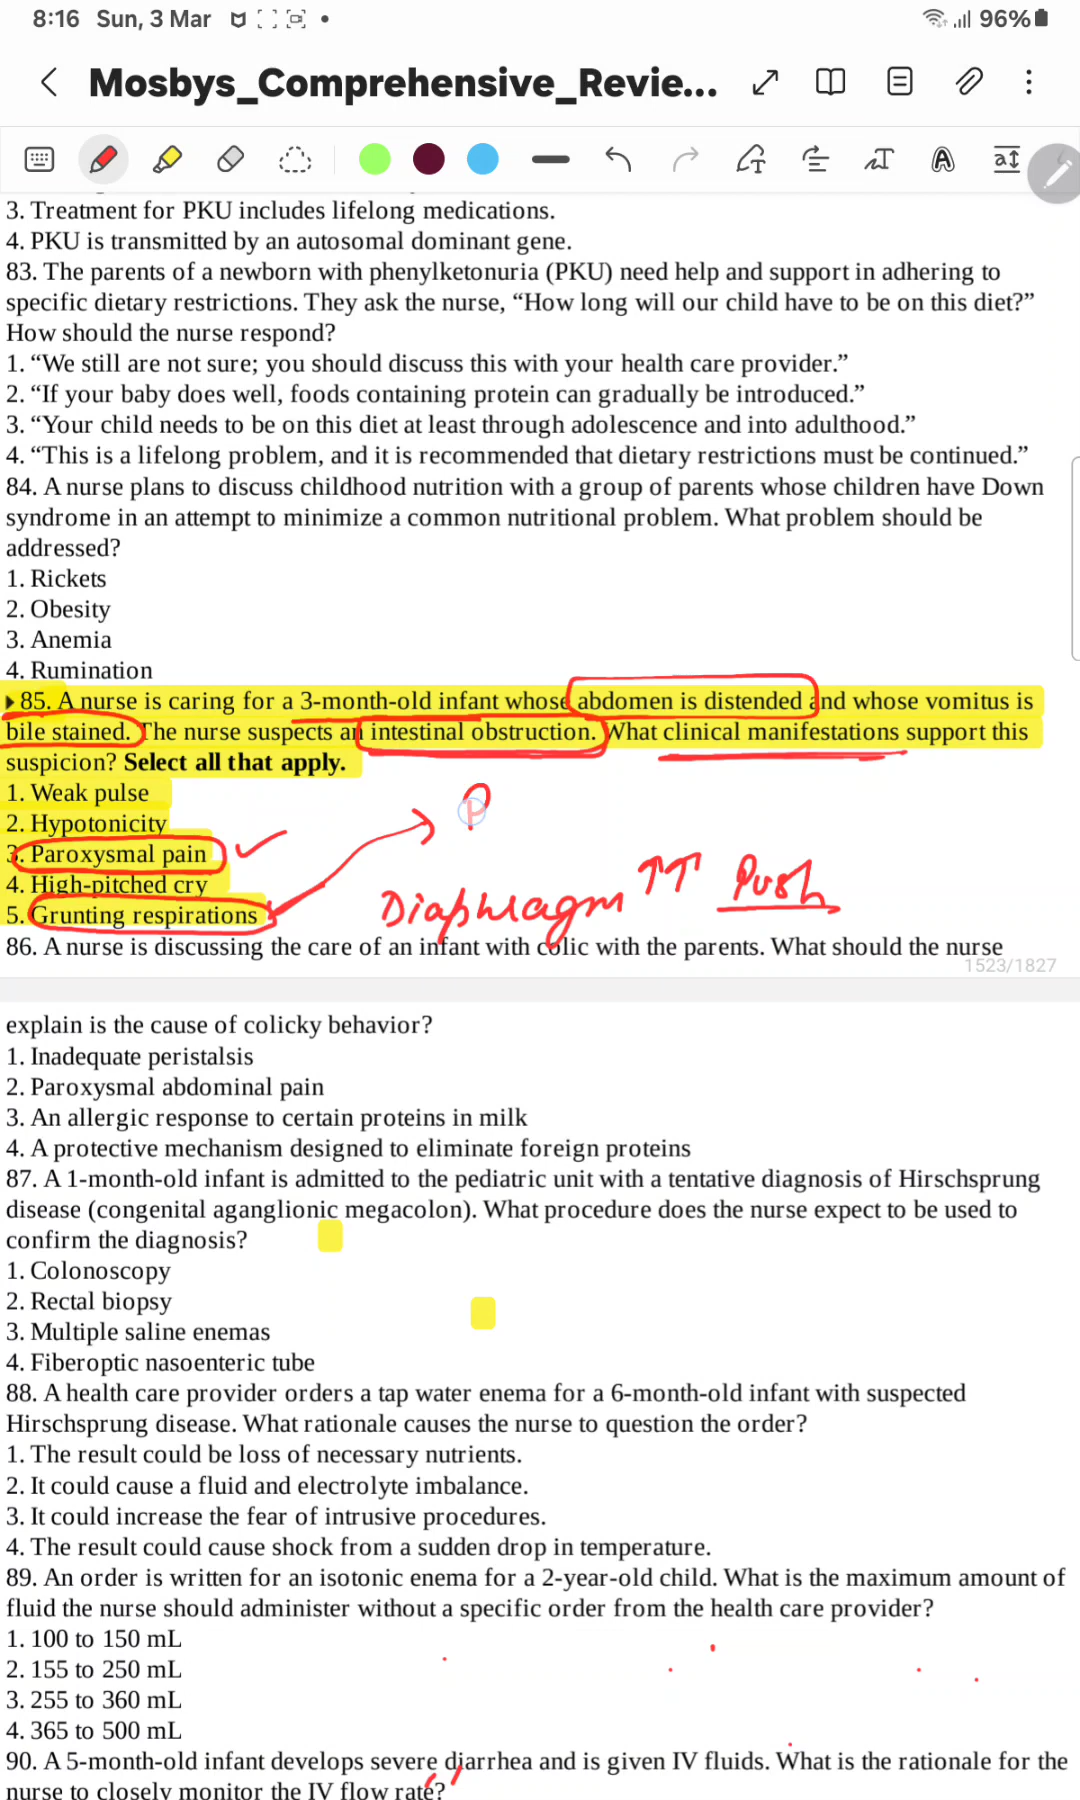 8:16 Sun, 3 Mar
96%
Mosbys_Comprehensive_Revie...
3. Treatment for PKU includes lifelong medications.
4. PKU is transmitted by an autosomal dominant gene.
83. The parents of a newborn with phenylketonuria (PKU) need help and support in adhering to
specific dietary restrictions. They ask the nurse, “How long will our child have to be on this diet?”
How should the nurse respond?
1. “We still are not sure; you should discuss this with your health care provider.”
2. “If your baby does well, foods containing protein can gradually be introduced.”
3. “Your child needs to be on this diet at least through adolescence and into adulthood.”
4. “This is a lifelong problem, and it is recommended that dietary restrictions must be continued.”
84. A nurse plans to discuss childhood nutrition with a group of parents whose children have Down
syndrome in an attempt to minimize a common nutritional problem. What problem should be
addressed?
1. Rickets
2. Obesity
3. Anemia
4. Rumination
85. A nurse is caring for a 3-month-old infant whose abdomen is distended and whose vomitus is
bile stained. The nurse suspects an intestinal obstruction. What clinical manifestations support this
suspicion? Select all that apply.
1. Weak pulse
2. Hypotonicity
3. Paroxysmal pain
4. High-pitched cry
5. Grunting respirations
Diaphragm ↑↑ Push
86. A nurse is discussing the care of an infant with colic with the parents. What should the nurse
1523/1827
explain is the cause of colicky behavior?
1. Inadequate peristalsis
2. Paroxysmal abdominal pain
3. An allergic response to certain proteins in milk
4. A protective mechanism designed to eliminate foreign proteins
87. A 1-month-old infant is admitted to the pediatric unit with a tentative diagnosis of Hirschsprung
disease (congenital aganglionic megacolon). What procedure does the nurse expect to be used to
confirm the diagnosis?
1. Colonoscopy
2. Rectal biopsy
3. Multiple saline enemas
4. Fiberoptic nasoenteric tube
88. A health care provider orders a tap water enema for a 6-month-old infant with suspected
Hirschsprung disease. What rationale causes the nurse to question the order?
1. The result could be loss of necessary nutrients.
2. It could cause a fluid and electrolyte imbalance.
3. It could increase the fear of intrusive procedures.
4. The result could cause shock from a sudden drop in temperature.
89. An order is written for an isotonic enema for a 2-year-old child. What is the maximum amount of
fluid the nurse should administer without a specific order from the health care provider?
1. 100 to 150 mL
2. 155 to 250 mL
3. 255 to 360 mL
4. 365 to 500 mL
90. A 5-month-old infant develops severe diarrhea and is given IV fluids. What is the rationale for the
nurse to closely monitor the IV flow rate?